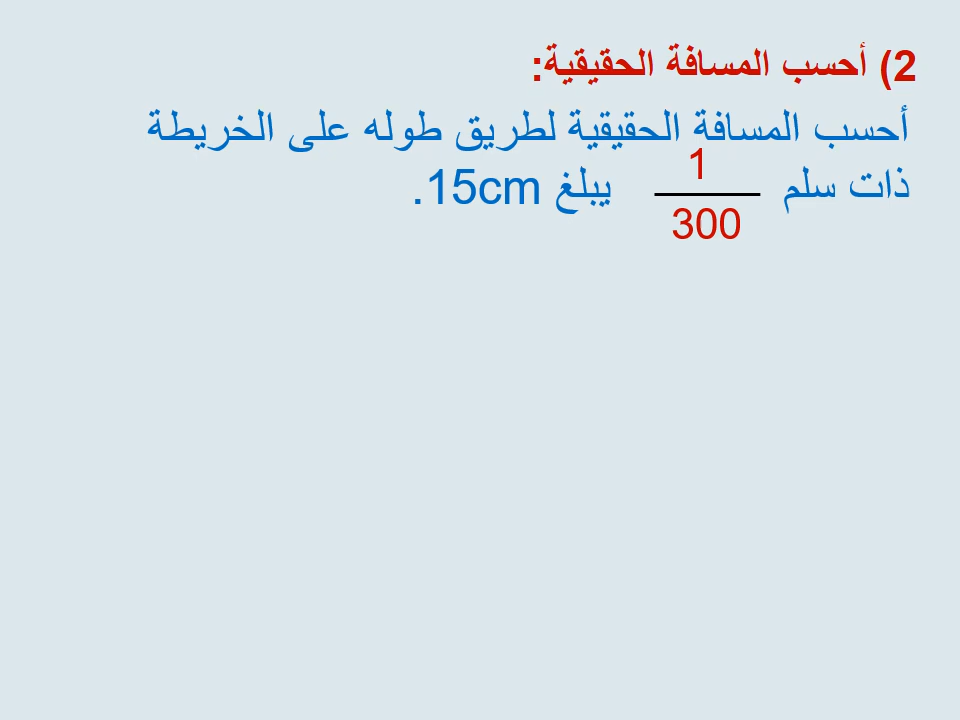 2) أحسب المسافة الحقيقية:
أحسب المسافة الحقيقية لطريق طوله على الخريطة
ذات سلم 1/300 يبلغ 15cm.